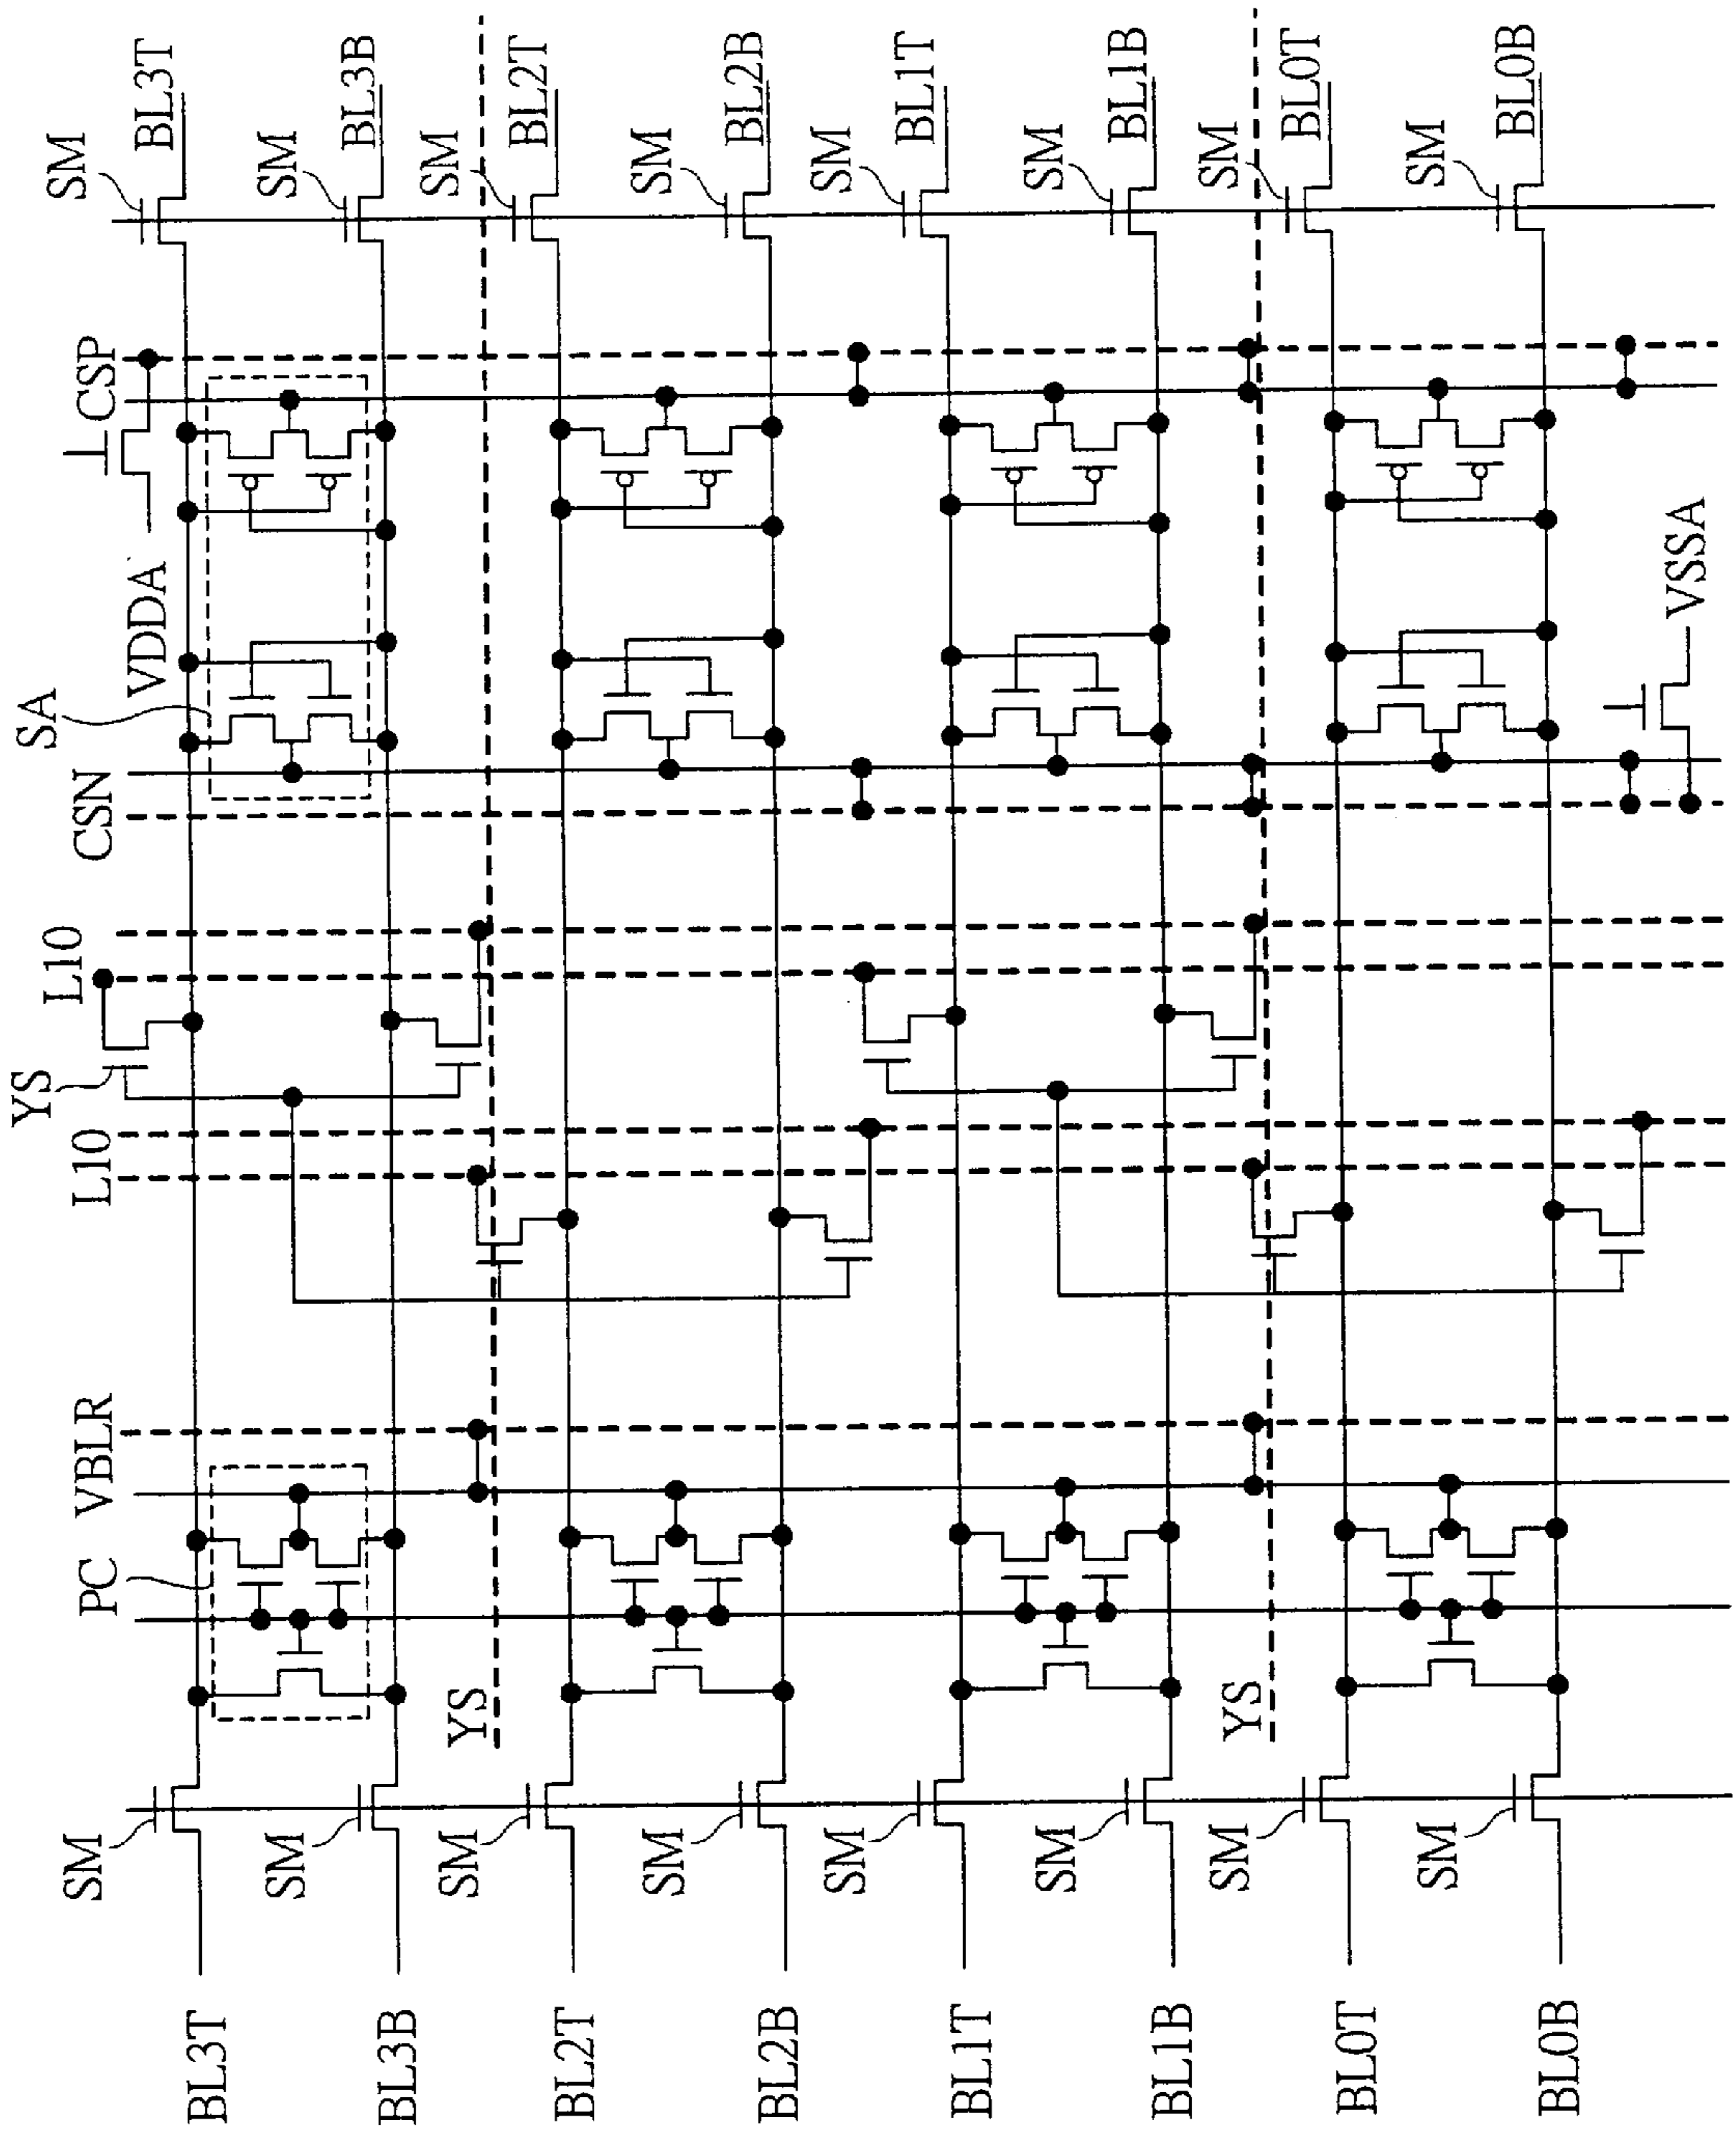 SM
BL3T
SM
BL3B
SM
BL2T
SM
BL2B
SM
BL1T
SM
BL1B
SM
BL0T
SM
BL0B
CSP
VDDA
SA
VSSA
CSN
L10
YS
L10
VBLR
PC
YS
YS
SM
SM
SM
SM
SM
SM
SM
SM
BL3T
BL3B
BL2T
BL2B
BL1T
BL1B
BL0T
BL0B